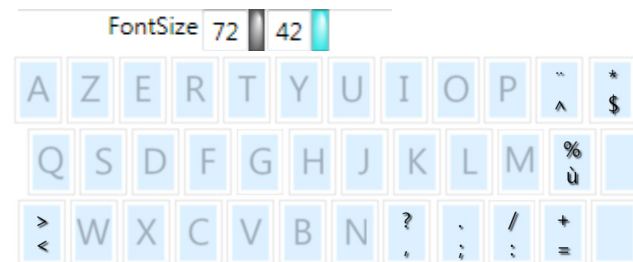 FontSize 72 42
A Z E R T Y U I O P ¨ ^ * $
Q S D F G H J K L M % ù
> < W X C V B N ? , . ; / : + =